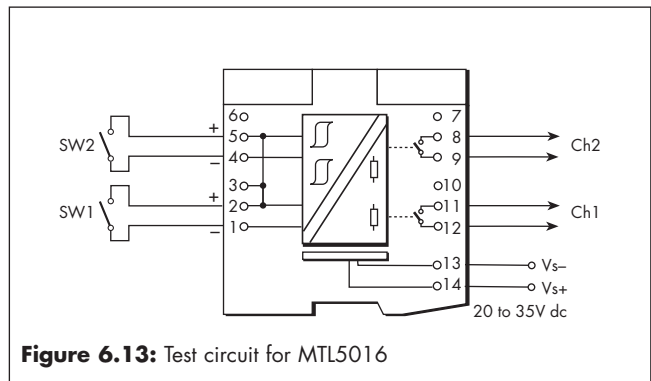 6
5
4
3
2
1
+
–
+
–
SW2
SW1
7
8
9
10
11
12
13
14
Ch2
Ch1
Vs–
Vs+
20 to 35V dc
Figure 6.13: Test circuit for MTL5016